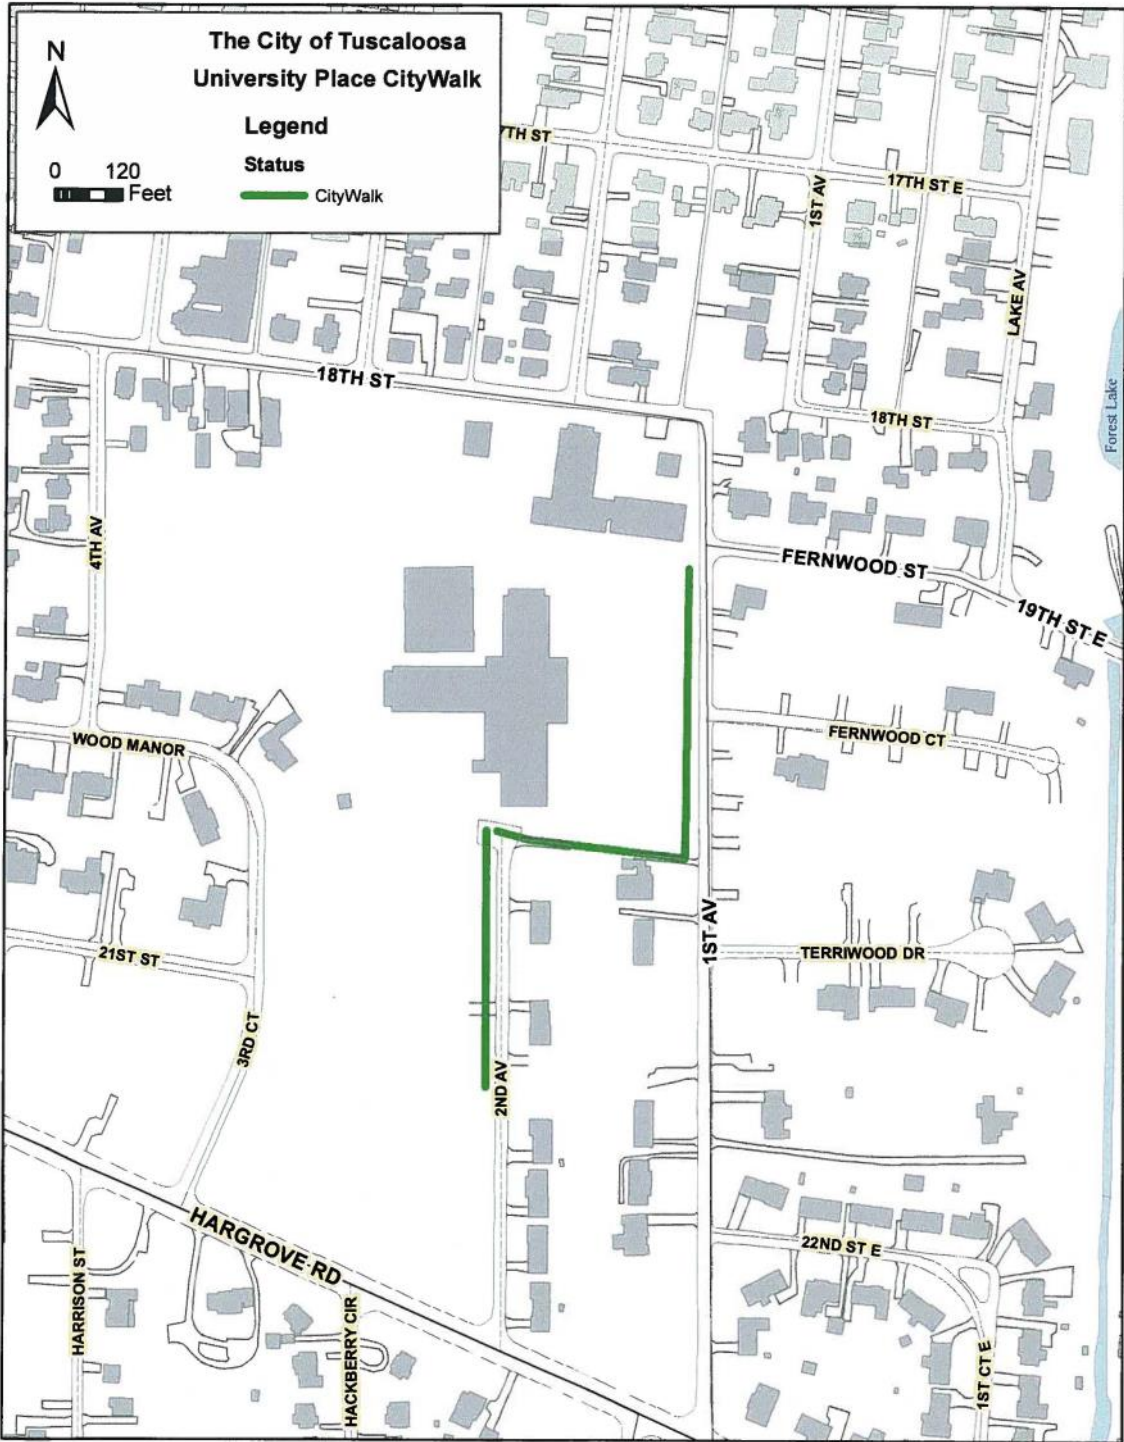 The City of Tuscaloosa
University Place CityWalk
N
Legend
Status
0 120
Feet
CityWalk
7TH ST
17TH ST E
1ST AV
LAKE AV
Forest Lake
18TH ST
18TH ST
4TH AV
FERNWOOD ST
19TH ST E
WOOD MANOR
FERNWOOD CT
21ST ST
1ST AV
TERRIWOOD DR
3RD CT
2ND AV
HARGROVE RD
22ND ST E
HARRISON ST
HACKBERRY CIR
1ST CT E